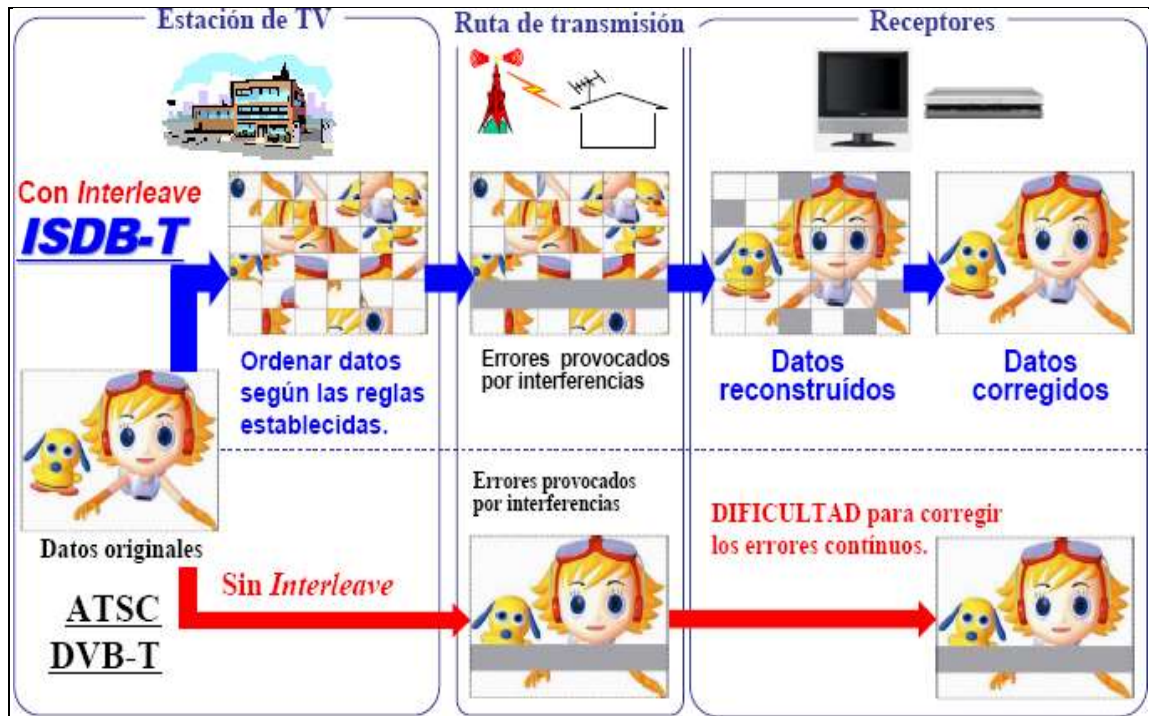 Estación de TV
Ruta de transmisión
Receptores
Con Interleave
ISDB-T
Ordenar datos
según las reglas
establecidas.
Errores provocados
por interferencias
Datos
reconstruídos
Datos
corregidos
Datos originales
Sin Interleave
ATSC
DVB-T
Errores provocados
por interferencias
DIFICULTAD para corregir
los errores contínuos.